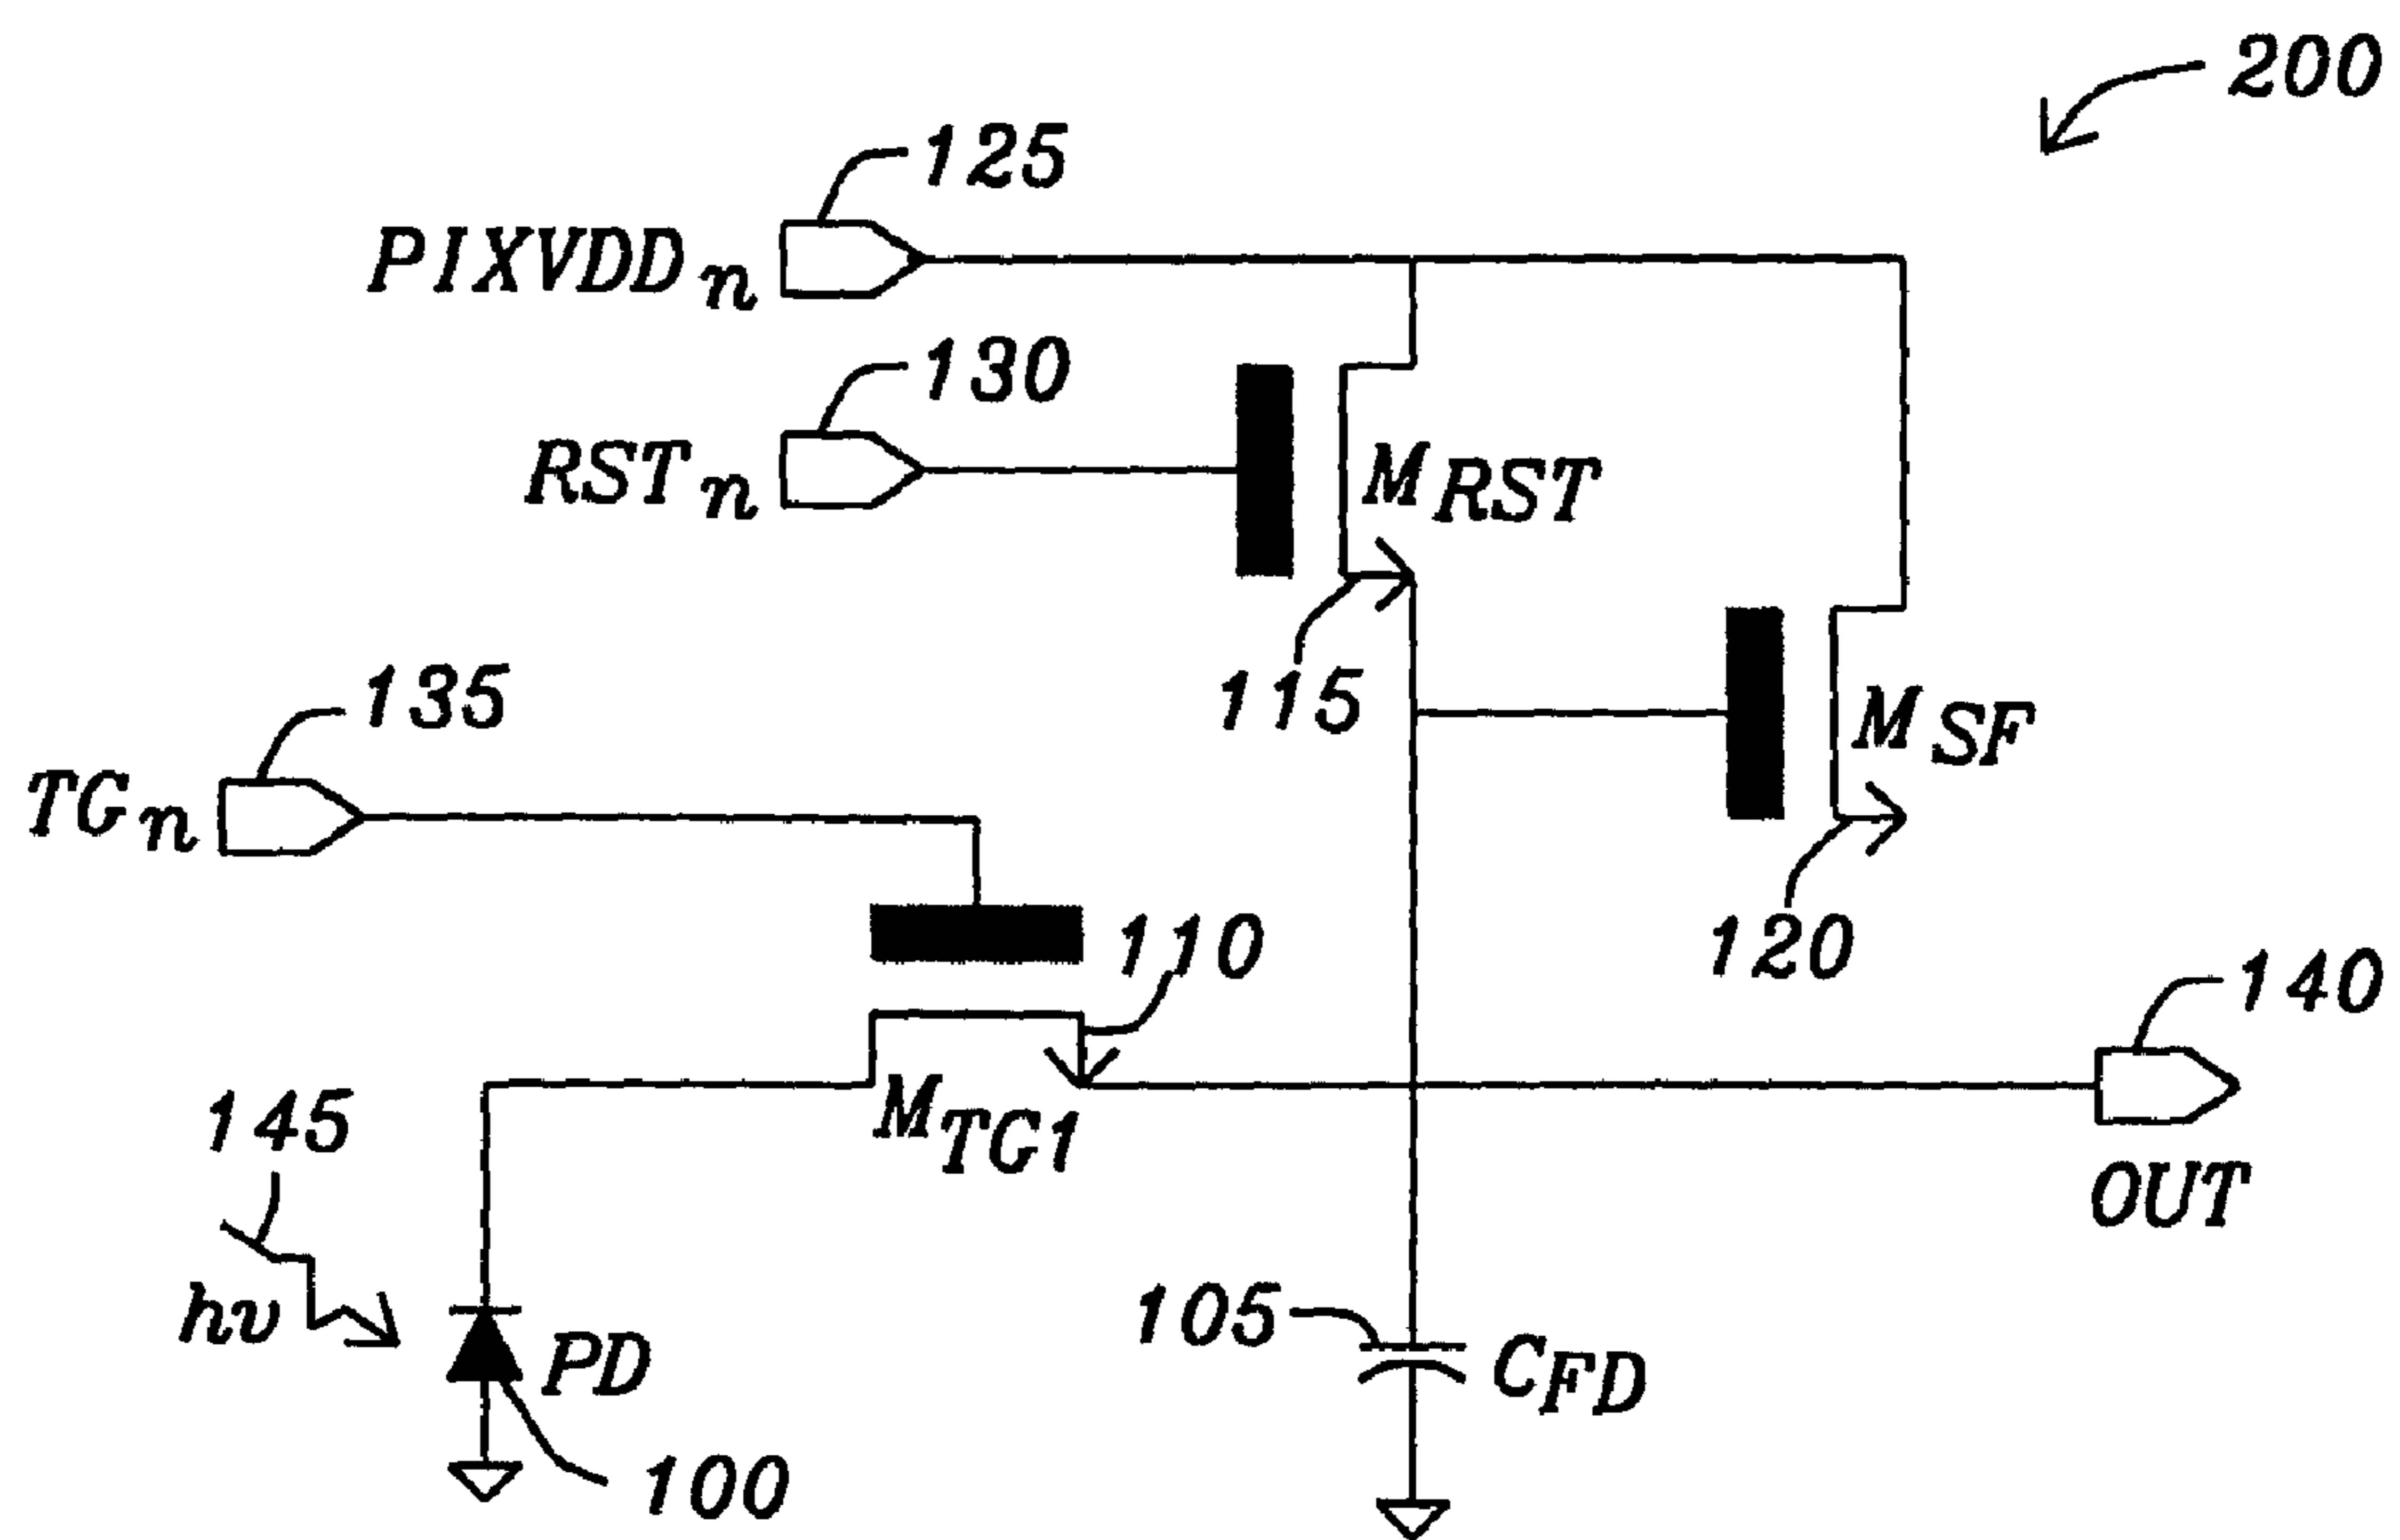 200
125
PIXVDDn
130
RSTn
MRST
115
135
TGn
MSF
120
110
140
MTG1
OUT
145
hν
PD
105
CFD
100